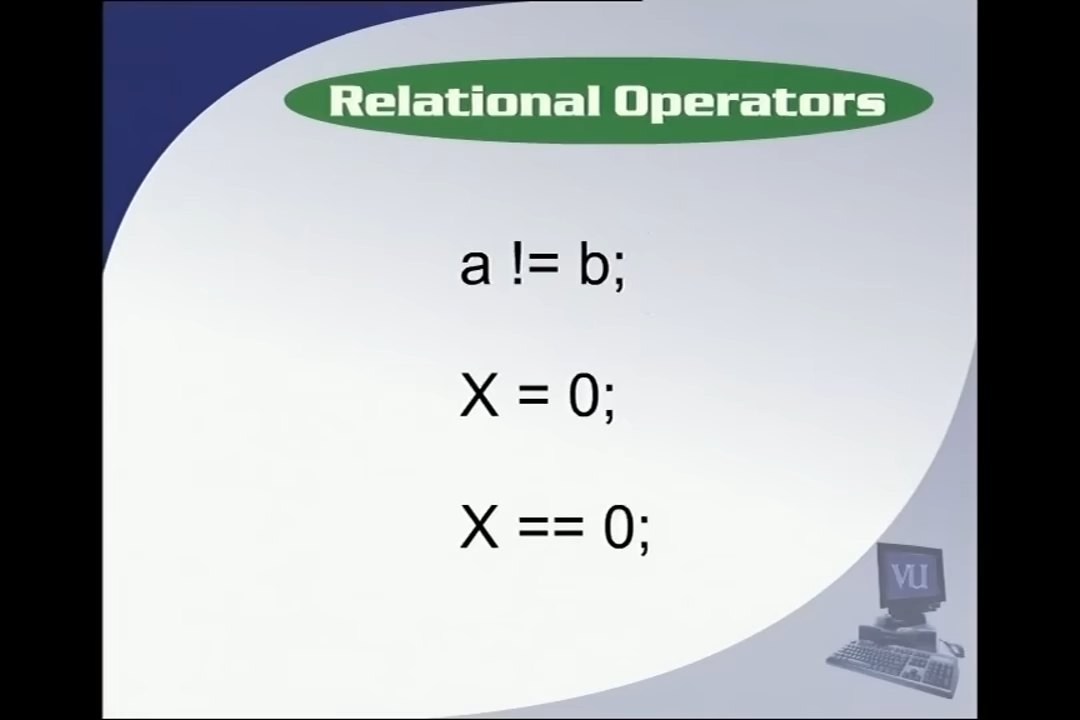 Relational Operators
a != b;
X = 0;
X == 0;
VU